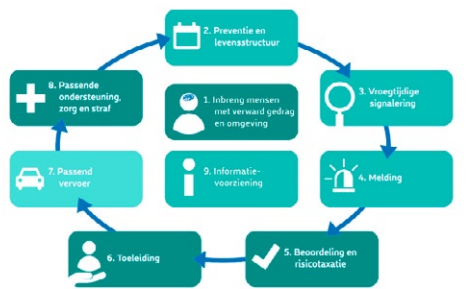 2. Preventie en
levensstructuur
8. Passende
ondersteuning,
zorg en straf
1. Inbreng mensen
met verward gedrag
en omgeving
3. Vroegtijdige
signalering
7. Passend
vervoer
9. Informatie-
voorziening
4. Melding
6. Toeleiding
5. Beoordeling en
risicotaxatie